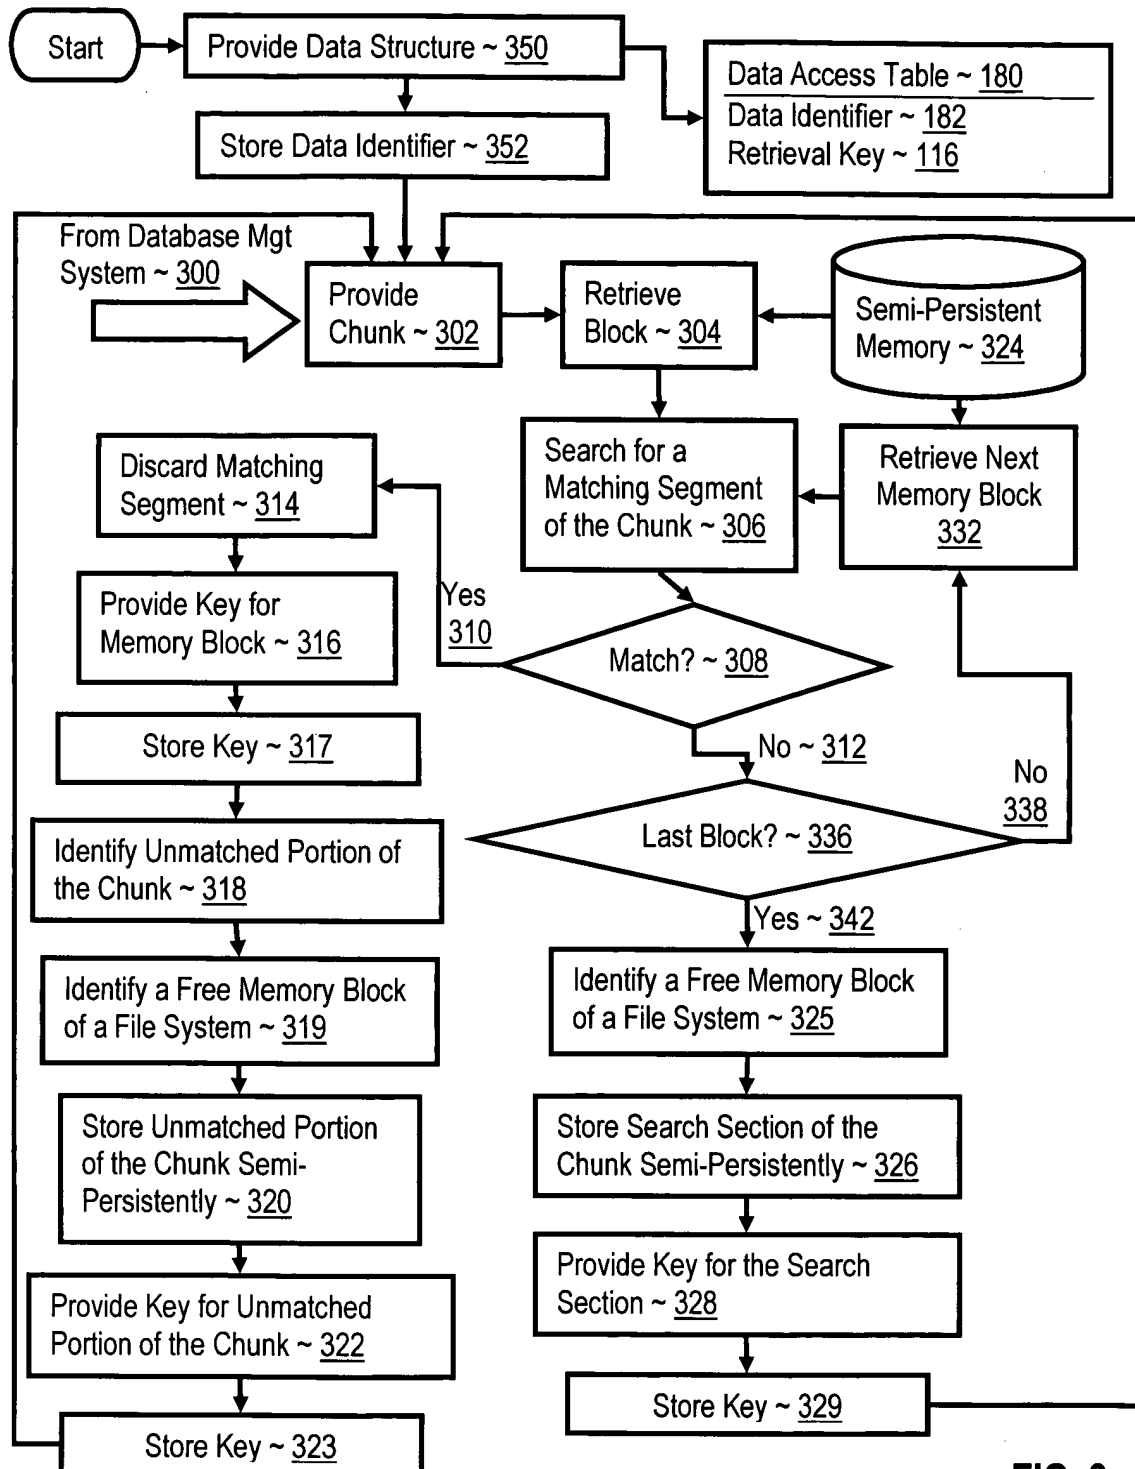 Start
Provide Data Structure ~ 350
Data Access Table ~ 180
Data Identifier ~ 182
Retrieval Key ~ 116
Store Data Identifier ~ 352
From Database Mgt
System ~ 300
Provide
Chunk ~ 302
Retrieve
Block ~ 304
Semi-Persistent
Memory ~ 324
Discard Matching
Segment ~ 314
Search for a
Matching Segment
of the Chunk ~ 306
Retrieve Next
Memory Block
332
Yes
310
Provide Key for
Memory Block ~ 316
Match? ~ 308
Store Key ~ 317
No ~ 312
No
338
Identify Unmatched Portion of
the Chunk ~ 318
Last Block? ~ 336
Yes ~ 342
Identify a Free Memory Block
of a File System ~ 319
Identify a Free Memory Block
of a File System ~ 325
Store Unmatched Portion
of the Chunk Semi-
Persistently ~ 320
Store Search Section of the
Chunk Semi-Persistently ~ 326
Provide Key for Unmatched
Portion of the Chunk ~ 322
Provide Key for the Search
Section ~ 328
Store Key ~ 329
Store Key ~ 323